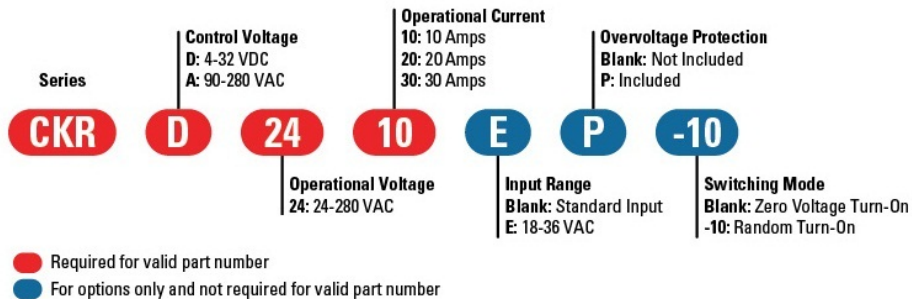 Operational Current
10: 10 Amps
20: 20 Amps
30: 30 Amps
Control Voltage
D: 4-32 VDC
A: 90-280 VAC
Overvoltage Protection
Blank: Not Included
P: Included
Series
CKR D 24 10 E P -10
Operational Voltage
24: 24-280 VAC
Input Range
Blank: Standard Input
E: 18-36 VAC
Switching Mode
Blank: Zero Voltage Turn-On
-10: Random Turn-On
Required for valid part number
For options only and not required for valid part number